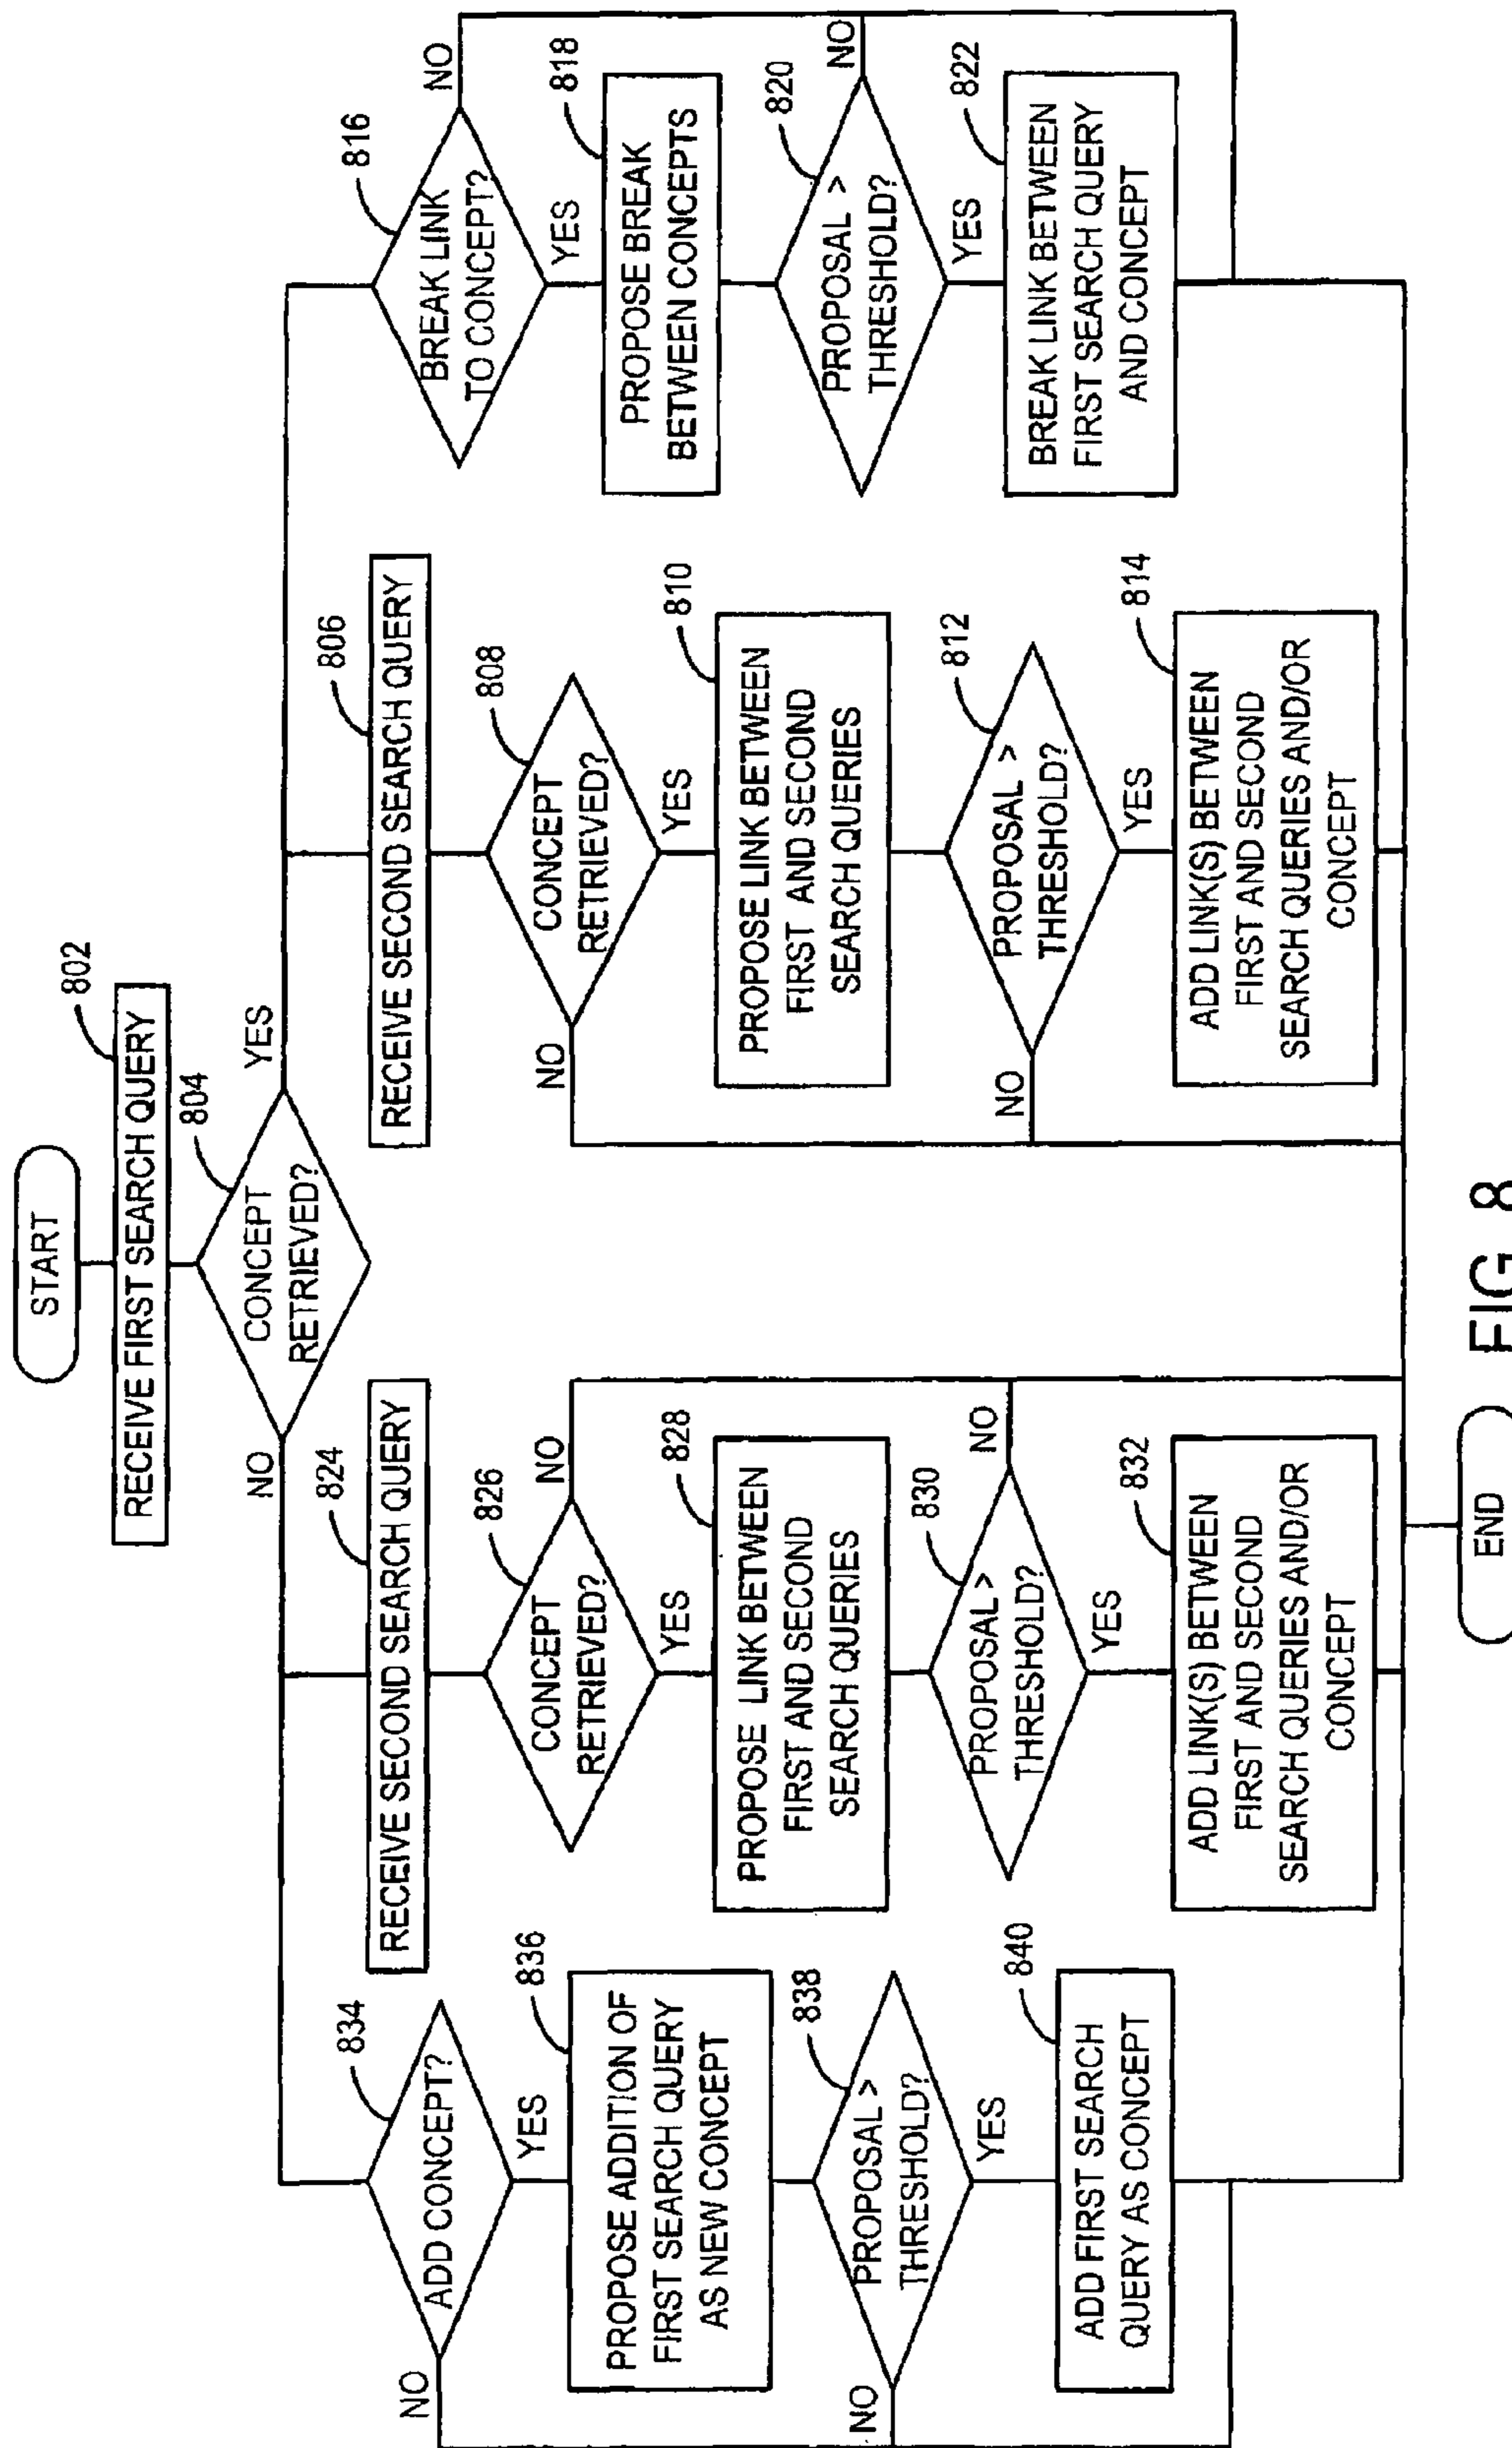 START
802
RECEIVE FIRST SEARCH QUERY
804
CONCEPT
RETRIEVED?
NO
YES
834
ADD CONCEPT?
NO
YES
836
PROPOSE ADDITION OF
FIRST SEARCH QUERY
AS NEW CONCEPT
838
PROPOSAL >
THRESHOLD?
NO
YES
840
ADD FIRST SEARCH
QUERY AS CONCEPT
824
RECEIVE SECOND SEARCH QUERY
826
CONCEPT
RETRIEVED?
NO
YES
828
PROPOSE LINK BETWEEN
FIRST AND SECOND
SEARCH QUERIES
830
PROPOSAL >
THRESHOLD?
NO
YES
832
ADD LINK(S) BETWEEN
FIRST AND SECOND
SEARCH QUERIES AND/OR
CONCEPT
806
RECEIVE SECOND SEARCH QUERY
808
CONCEPT
RETRIEVED?
NO
YES
810
PROPOSE LINK BETWEEN
FIRST AND SECOND
SEARCH QUERIES
812
PROPOSAL >
THRESHOLD?
NO
YES
814
ADD LINK(S) BETWEEN
FIRST AND SECOND
SEARCH QUERIES AND/OR
CONCEPT
816
BREAK LINK
TO CONCEPT?
NO
YES
818
PROPOSE BREAK
BETWEEN CONCEPTS
820
PROPOSAL >
THRESHOLD?
NO
YES
822
BREAK LINK BETWEEN
FIRST SEARCH QUERY
AND CONCEPT
END
FIG. 8